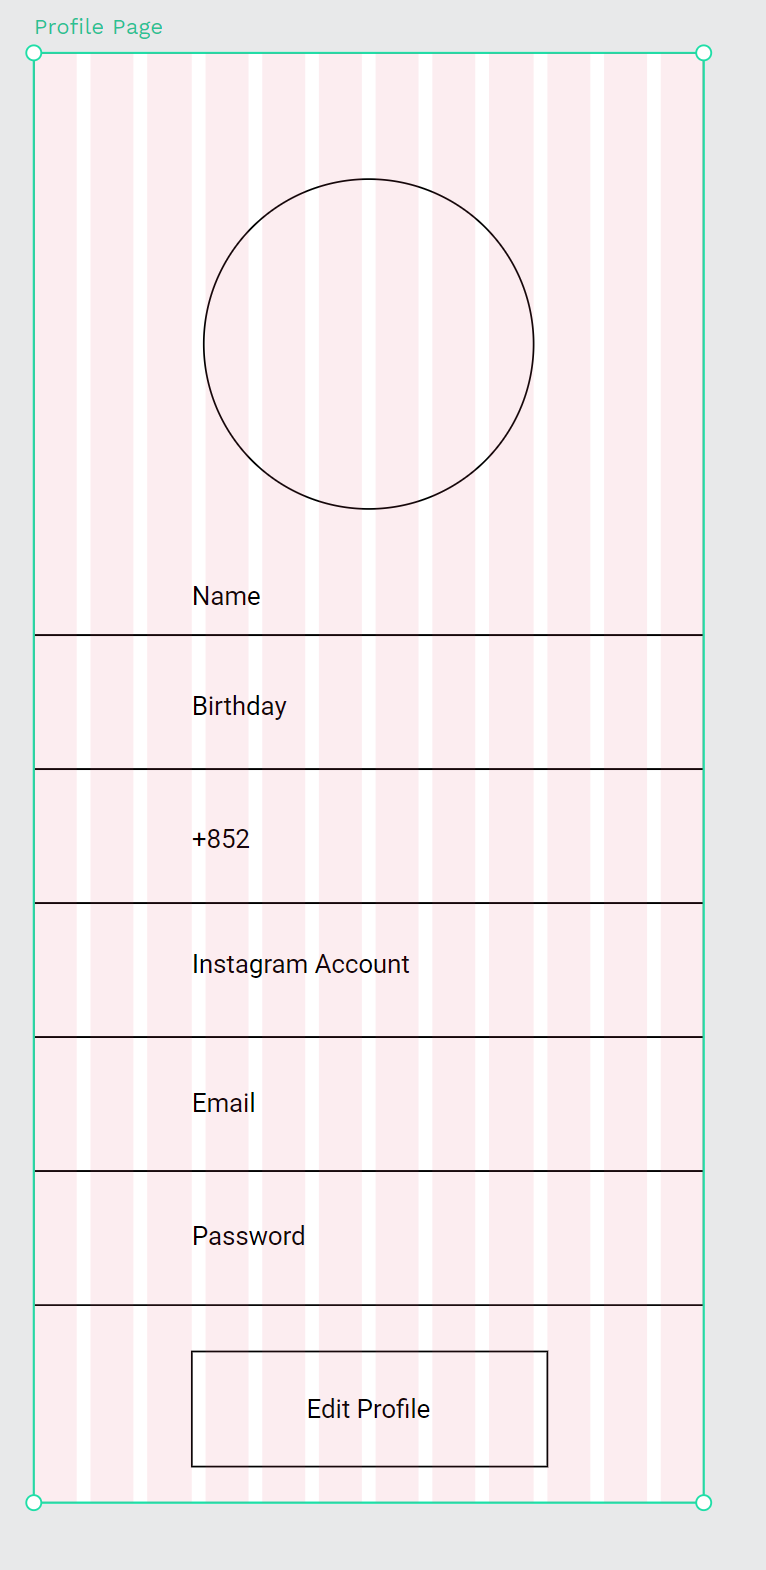 Profile Page
Name
Birthday
+852
Instagram Account
Email
Password
Edit Profile